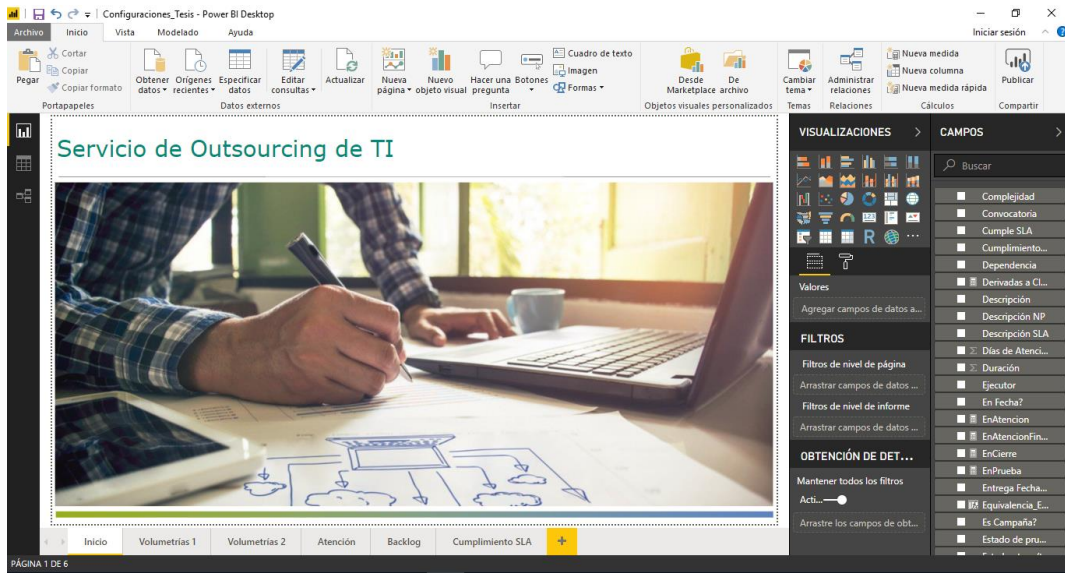 Configuraciones_Tesis - Power BI Desktop
Archivo Inicio Vista Modelado Ayuda Iniciar sesión
Pegar
Cortar
Copiar
Copiar formato
Portapapeles
Obtener datos
Orígenes recientes
Especificar datos
Editar consultas
Datos externos
Actualizar
Nueva página
Nuevo objeto visual
Hacer una pregunta
Botones
Cuadro de texto
Imagen
Formas
Insertar
Desde Marketplace
De archivo
Objetos visuales personalizados
Cambiar tema
Temas
Administrar relaciones
Relaciones
Nueva medida
Nueva columna
Nueva medida rápida
Cálculos
Publicar
Compartir
Servicio de Outsourcing de TI
VISUALIZACIONES
R
Valores
Agregar campos de datos a...
FILTROS
Filtros de nivel de página
Arrastrar campos de datos ...
Filtros de nivel de informe
Arrastrar campos de datos ...
OBTENCIÓN DE DET...
Mantener todos los filtros
Acti...
Arrastre los campos de obt...
CAMPOS
Buscar
Complejidad
Convocatoria
Cumple SLA
Cumplimiento...
Dependencia
Derivadas a Cl...
Descripción
Descripción NP
Descripción SLA
Días de Atenci...
Duración
Ejecutor
En Fecha?
EnAtencion
EnAtencionFin...
EnCierre
EnPrueba
Entrega Fecha...
Equivalencia_E...
Es Campaña?
Estado de pru...
Inicio Volumetrías 1 Volumetrías 2 Atención Backlog Cumplimiento SLA
PÁGINA 1 DE 6